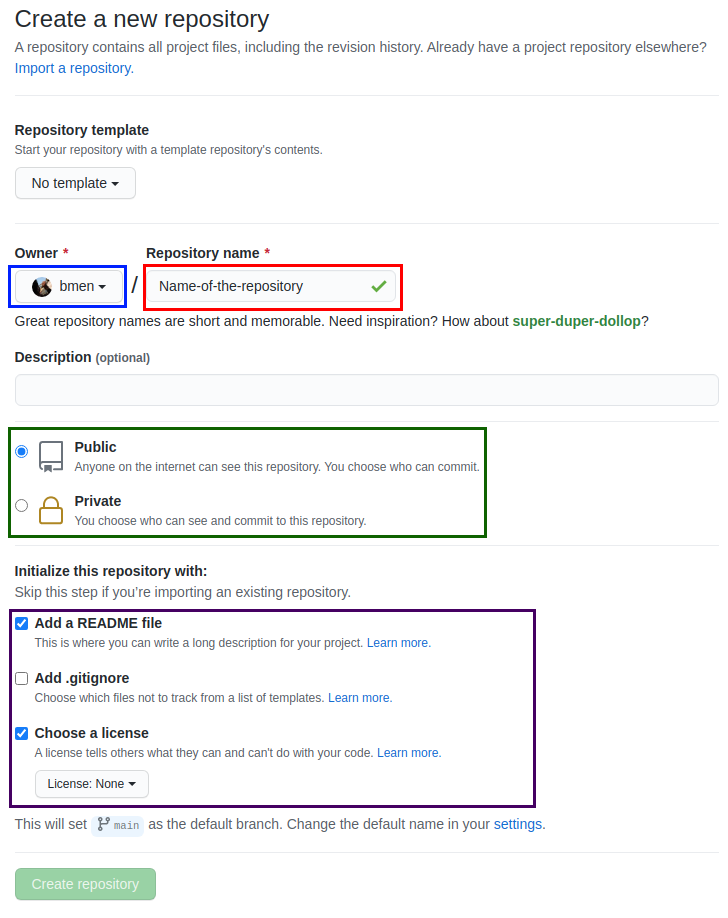 Create a new repository
A repository contains all project files, including the revision history. Already have a project repository elsewhere?
Import a repository.
Repository template
Start your repository with a template repository's contents.
No template
Owner *
Repository name *
bmen
/
Name-of-the-repository
Great repository names are short and memorable. Need inspiration? How about super-duper-dollop?
Description (optional)
Public
Anyone on the internet can see this repository. You choose who can commit.
Private
You choose who can see and commit to this repository.
Initialize this repository with:
Skip this step if you’re importing an existing repository.
Add a README file
This is where you can write a long description for your project. Learn more.
Add .gitignore
Choose which files not to track from a list of templates. Learn more.
Choose a license
A license tells others what they can and can't do with your code. Learn more.
License: None
This will set main as the default branch. Change the default name in your settings.
Create repository